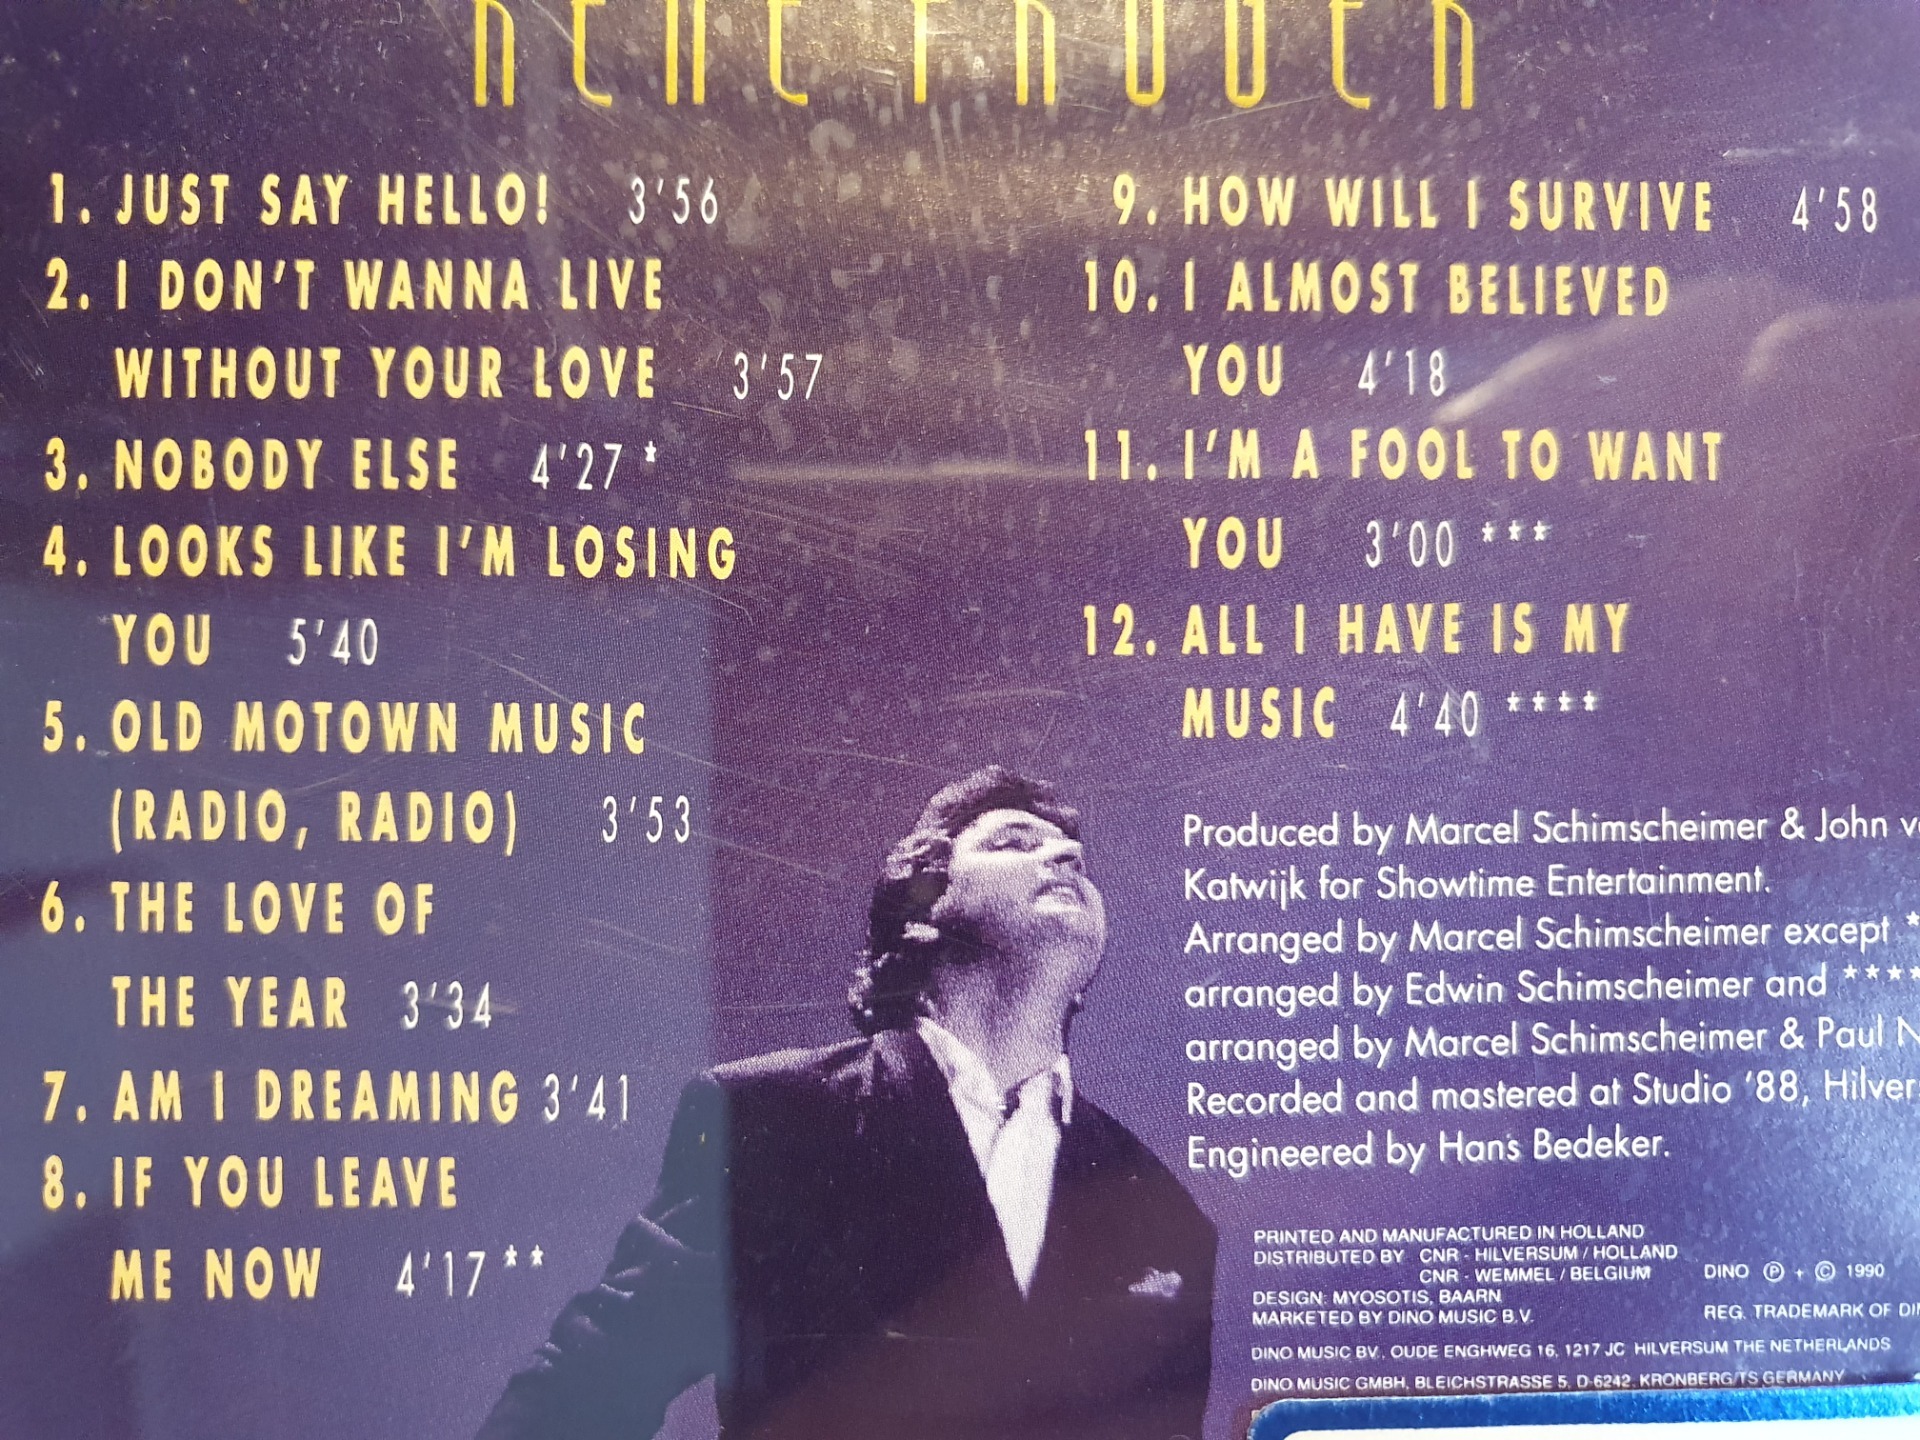 RENE FROGER
1. JUST SAY HELLO! 3'56
2. I DON'T WANNA LIVE
WITHOUT YOUR LOVE 3'57
3. NOBODY ELSE 4'27 *
4. LOOKS LIKE I'M LOSING
YOU 5'40
5. OLD MOTOWN MUSIC
(RADIO, RADIO) 3'53
6. THE LOVE OF
THE YEAR 3'34
7. AM I DREAMING 3'41
8. IF YOU LEAVE
ME NOW 4'17 **
9. HOW WILL I SURVIVE 4'58
10. I ALMOST BELIEVED
YOU 4'18
11. I'M A FOOL TO WANT
YOU 3'00 ***
12. ALL I HAVE IS MY
MUSIC 4'40 ****
Produced by Marcel Schimscheimer & John
Katwijk for Showtime Entertainment.
Arranged by Marcel Schimscheimer except *
arranged by Edwin Schimscheimer and ****
arranged by Marcel Schimscheimer & Paul
Recorded and mastered at Studio '88,
Engineered by Hans Bedeker.
PRINTED AND MANUFACTURED IN HOLLAND
DISTRIBUTED BY CNR - HILVERSUM / HOLLAND
CNR - WEMMEL / BELGIUM
DINO ℗ + © 1990
DESIGN: MYOSOTIS, BAARN
MARKETED BY DINO MUSIC B.V.
REG. TRADEMARK OF
DINO MUSIC BV., OUDE ENGHWEG 16, 1217 JC HILVERSUM THE NETHERLANDS
DINO MUSIC GMBH, BLEICHSTRASSE 5, D-6242, KRONBERG/TS GERMANY